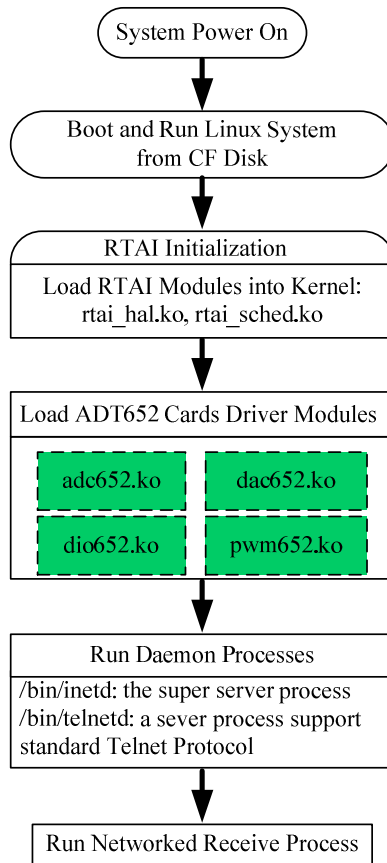 System Power On
Boot and Run Linux System
from CF Disk
RTAI Initialization
Load RTAI Modules into Kernel:
rtai_hal.ko, rtai_sched.ko
Load ADT652 Cards Driver Modules
adc652.ko
dac652.ko
dio652.ko
pwm652.ko
Run Daemon Processes
/bin/inetd: the super server process
/bin/telnetd: a sever process support
standard Telnet Protocol
Run Networked Receive Process